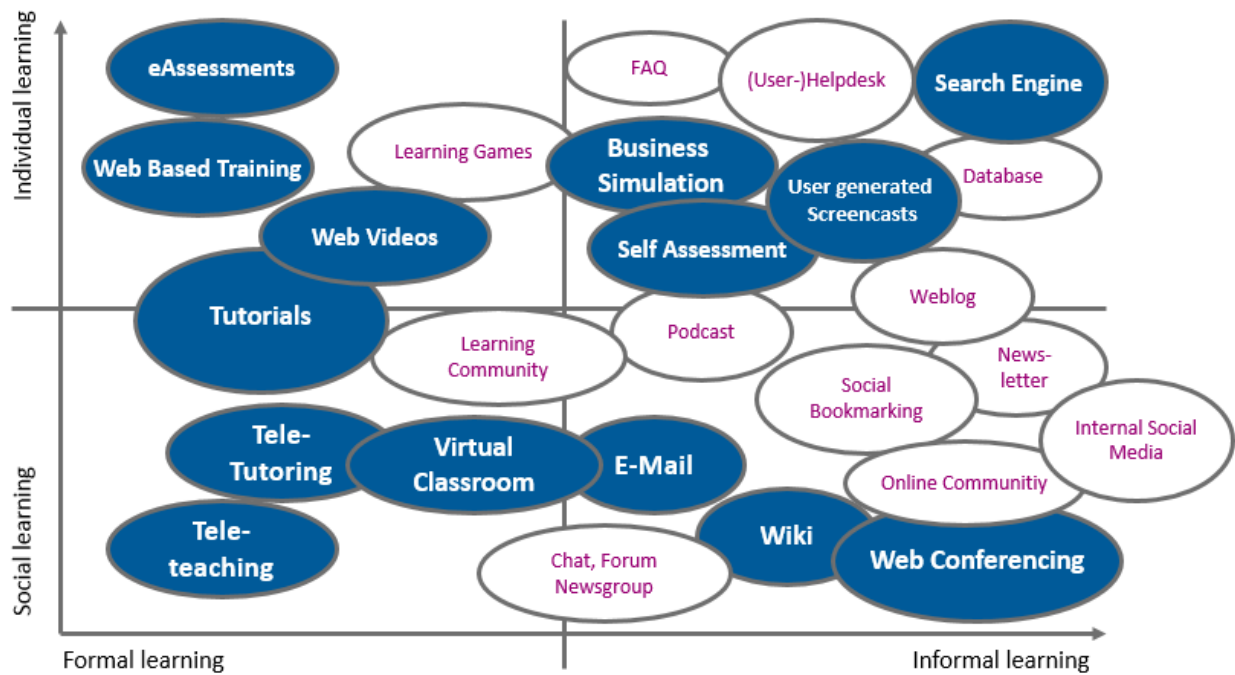 Individual learning
Social learning
eAssessments
FAQ
(User-)Helpdesk
Search Engine
Web Based Training
Learning Games
Business
Simulation
User generated
Screencasts
Database
Web Videos
Self Assessment
Tutorials
Weblog
Learning
Community
Podcast
Social
Bookmarking
News-
letter
Internal Social
Media
Tele-
Tutoring
Virtual
Classroom
E-Mail
Online Communitiy
Tele-
teaching
Chat, Forum
Newsgroup
Wiki
Web Conferencing
Formal learning
Informal learning